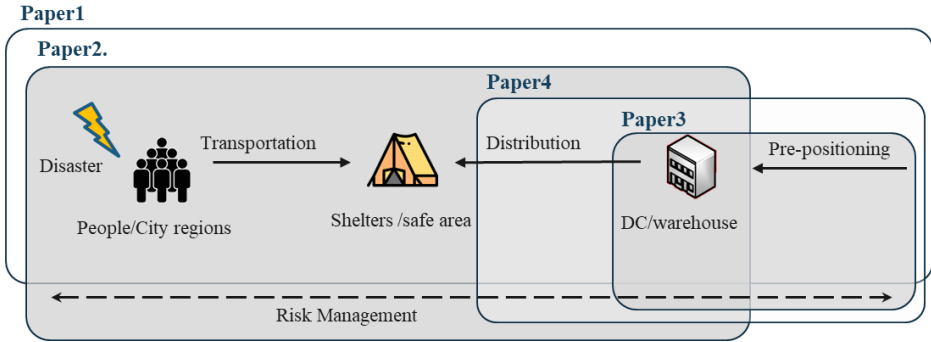 Paper1
Paper2.
Paper4
Paper3
Transportation
Distribution
Pre-positioning
Disaster
People/City regions
Shelters /safe area
DC/warehouse
Risk Management